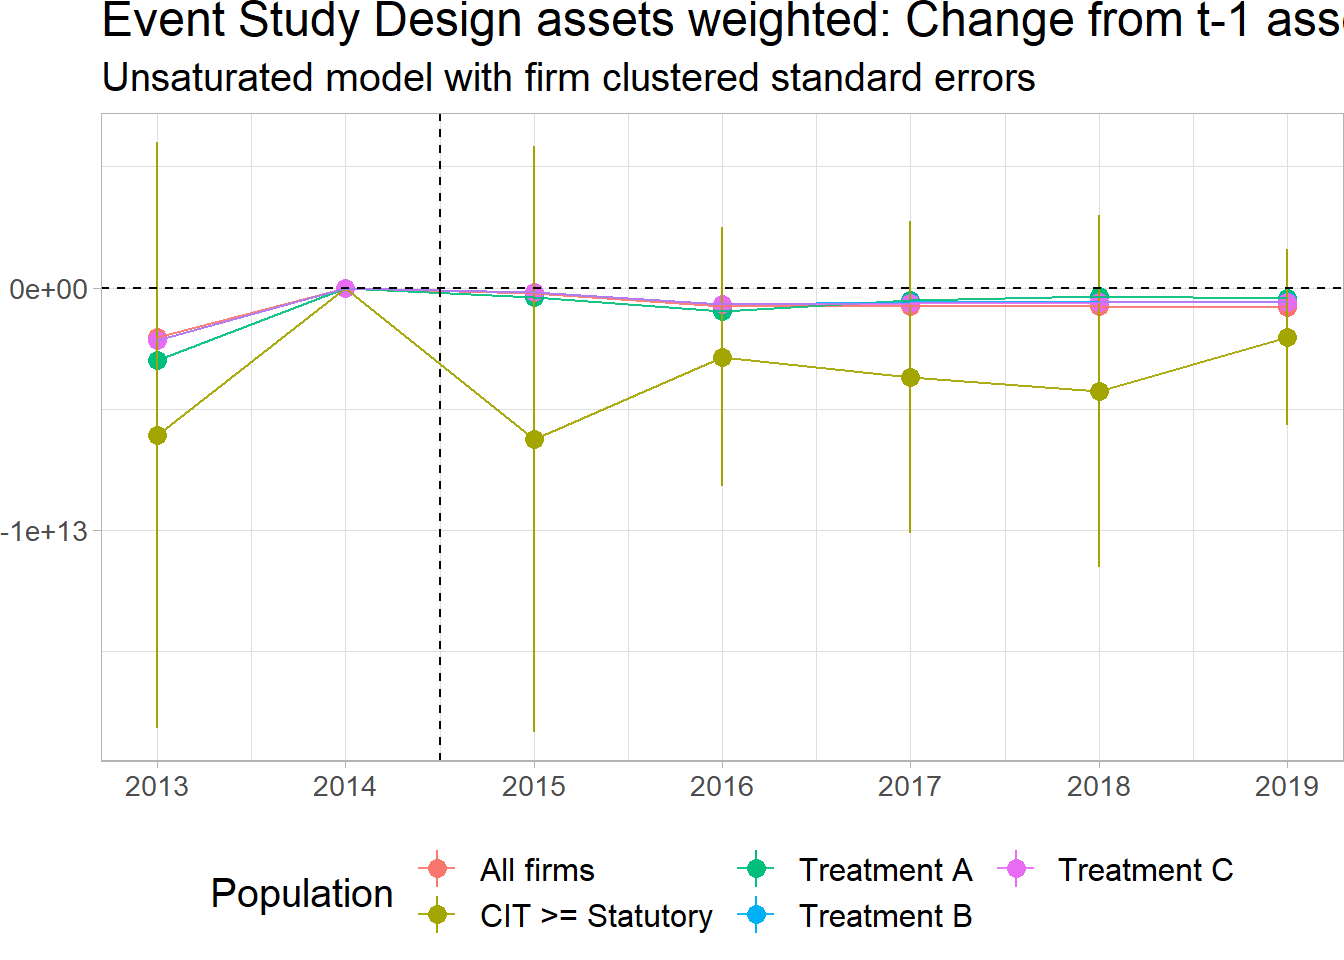 Event Study Design assets weighted: Change from t-1
Unsaturated model with firm clustered standard errors
0e+00
-1e+13
2013 2014 2015 2016 2017 2018 2019
Population
All firms
CIT >= Statutory
Treatment A
Treatment B
Treatment C